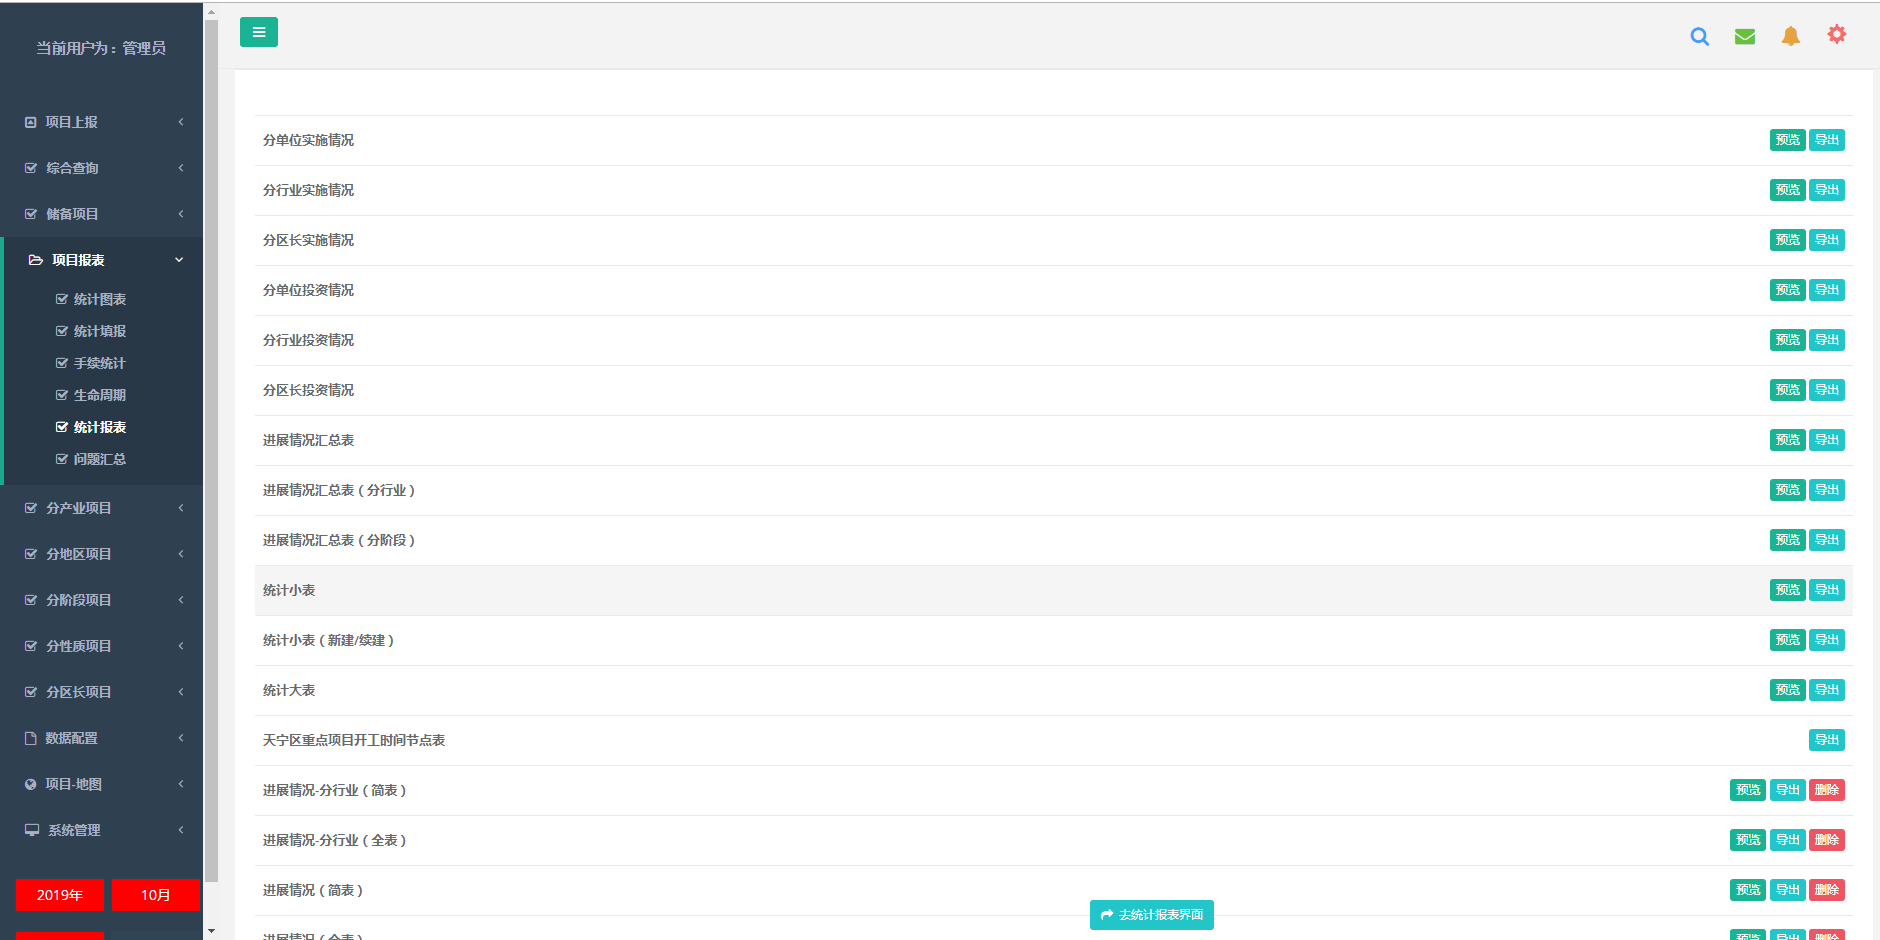 当前用户为：管理员
项目上报
综合查询
储备项目
项目报表
统计图表
统计填报
手续统计
生命周期
统计报表
问题汇总
分产业项目
分地区项目
分阶段项目
分性质项目
分区长项目
数据配置
项目-地图
系统管理
2019年 10月
分单位实施情况 预览 导出
分行业实施情况 预览 导出
分区长实施情况 预览 导出
分单位投资情况 预览 导出
分行业投资情况 预览 导出
分区长投资情况 预览 导出
进展情况汇总表 预览 导出
进展情况汇总表（分行业） 预览 导出
进展情况汇总表（分阶段） 预览 导出
统计小表 预览 导出
统计小表（新建/续建） 预览 导出
统计大表 预览 导出
天宁区重点项目开工时间节点表 导出
进展情况-分行业（简表） 预览 导出 删除
进展情况-分行业（全表） 预览 导出 删除
进展情况（简表） 预览 导出 删除
去统计报表界面
进展情况（全表） 预览 导出 删除